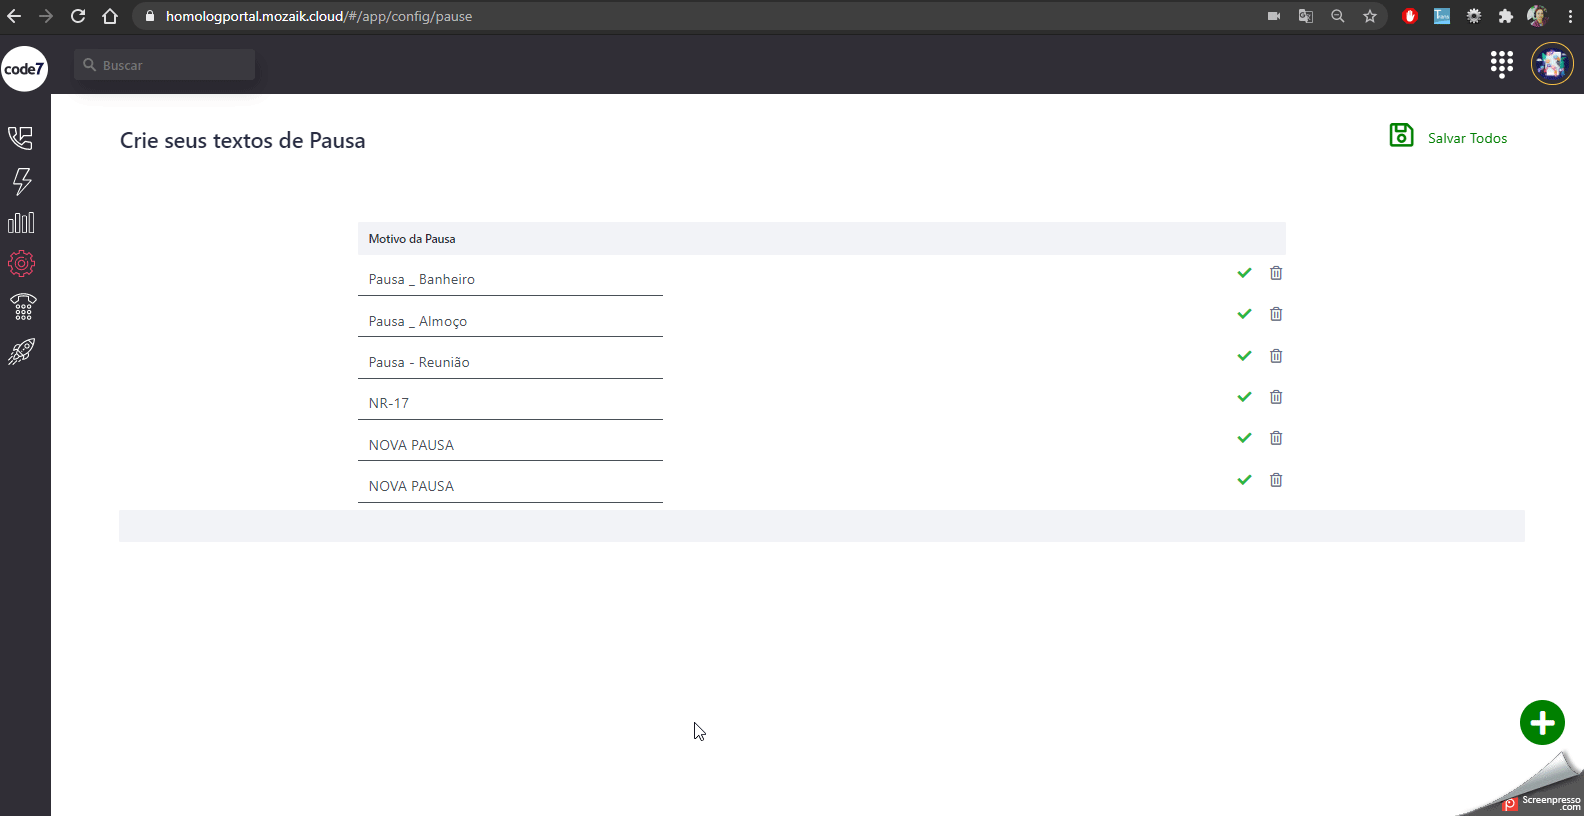 homologportal.mozaik.cloud/#/app/config/pause
code7
Buscar
Crie seus textos de Pausa
Salvar Todos
Motivo da Pausa
Pausa _ Banheiro
Pausa _ Almoço
Pausa - Reunião
NR-17
NOVA PAUSA
NOVA PAUSA
Screenpresso
.com